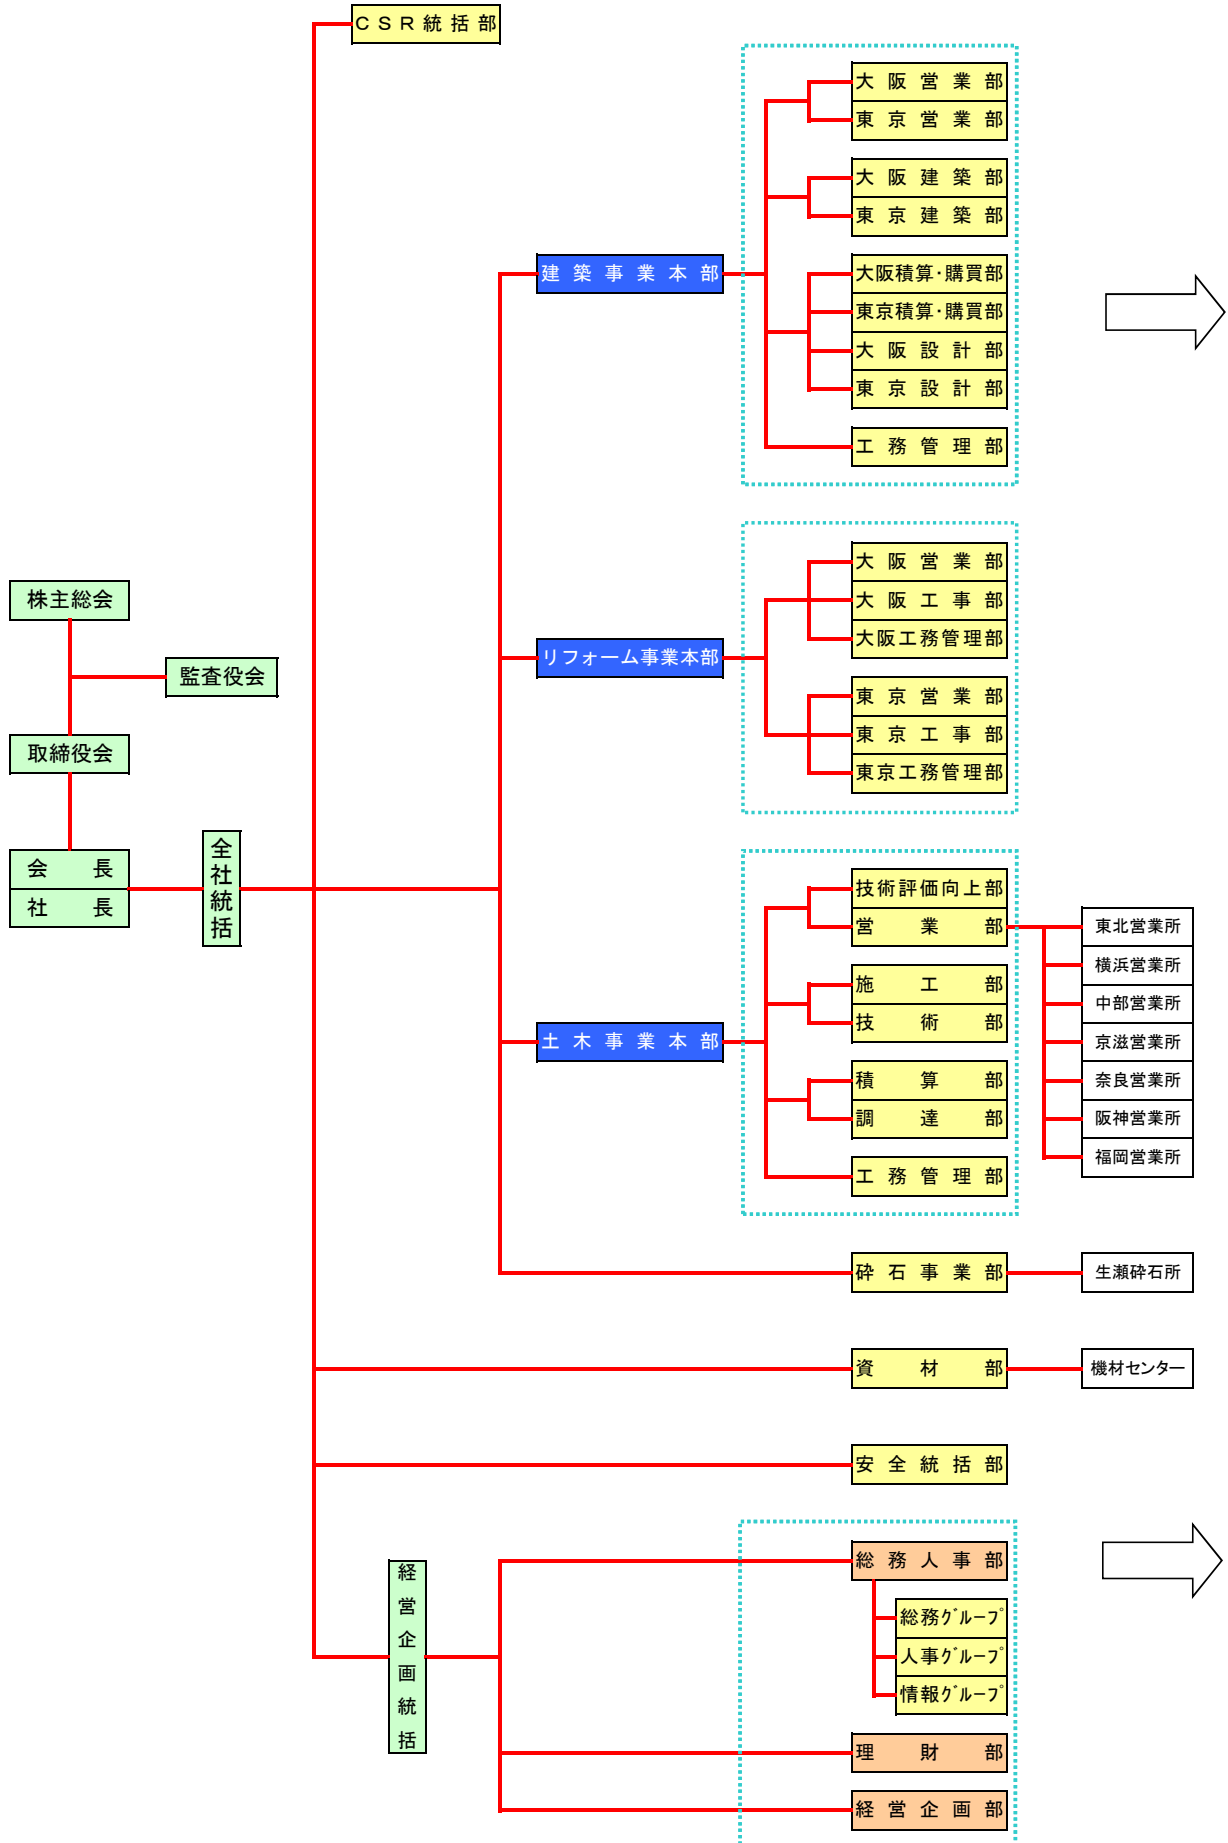 CSR統括部
大阪営業部
東京営業部
大阪建築部
東京建築部
建築事業本部
大阪積算・購買部
東京積算・購買部
大阪設計部
東京設計部
工務管理部
株主総会
監査役会
取締役会
会長
社長
全社統括
リフォーム事業本部
大阪営業部
大阪工事部
大阪工務管理部
東京営業部
東京工事部
東京工務管理部
土木事業本部
技術評価向上部
営業部
施工部
技術部
積算部
調達部
工務管理部
東北営業所
横浜営業所
中部営業所
京滋営業所
奈良営業所
阪神営業所
福岡営業所
砕石事業部
生瀬砕石所
資材部
機材センター
安全統括部
経営企画統括
総務人事部
総務グループ
人事グループ
情報グループ
理財部
経営企画部